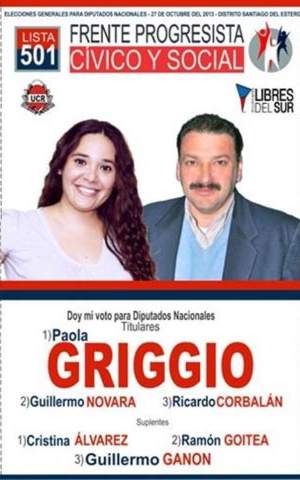 ELECCIONES GENERALES PARA DIPUTADOS NACIONALES - 27 DE OCTUBRE DEL 2013 - DISTRITO SANTIAGO DEL ESTERO
LISTA
501
FRENTE PROGRESISTA
CÍVICO Y SOCIAL
UCR
LIBRES
DEL SUR
Doy mi voto para Diputados Nacionales
Titulares
1)Paola
GRIGGIO
2)Guillermo NOVARA 3)Ricardo CORBALÁN
Suplentes
1)Cristina ÁLVAREZ 2)Ramón GOITEA
3)Guillermo GANON